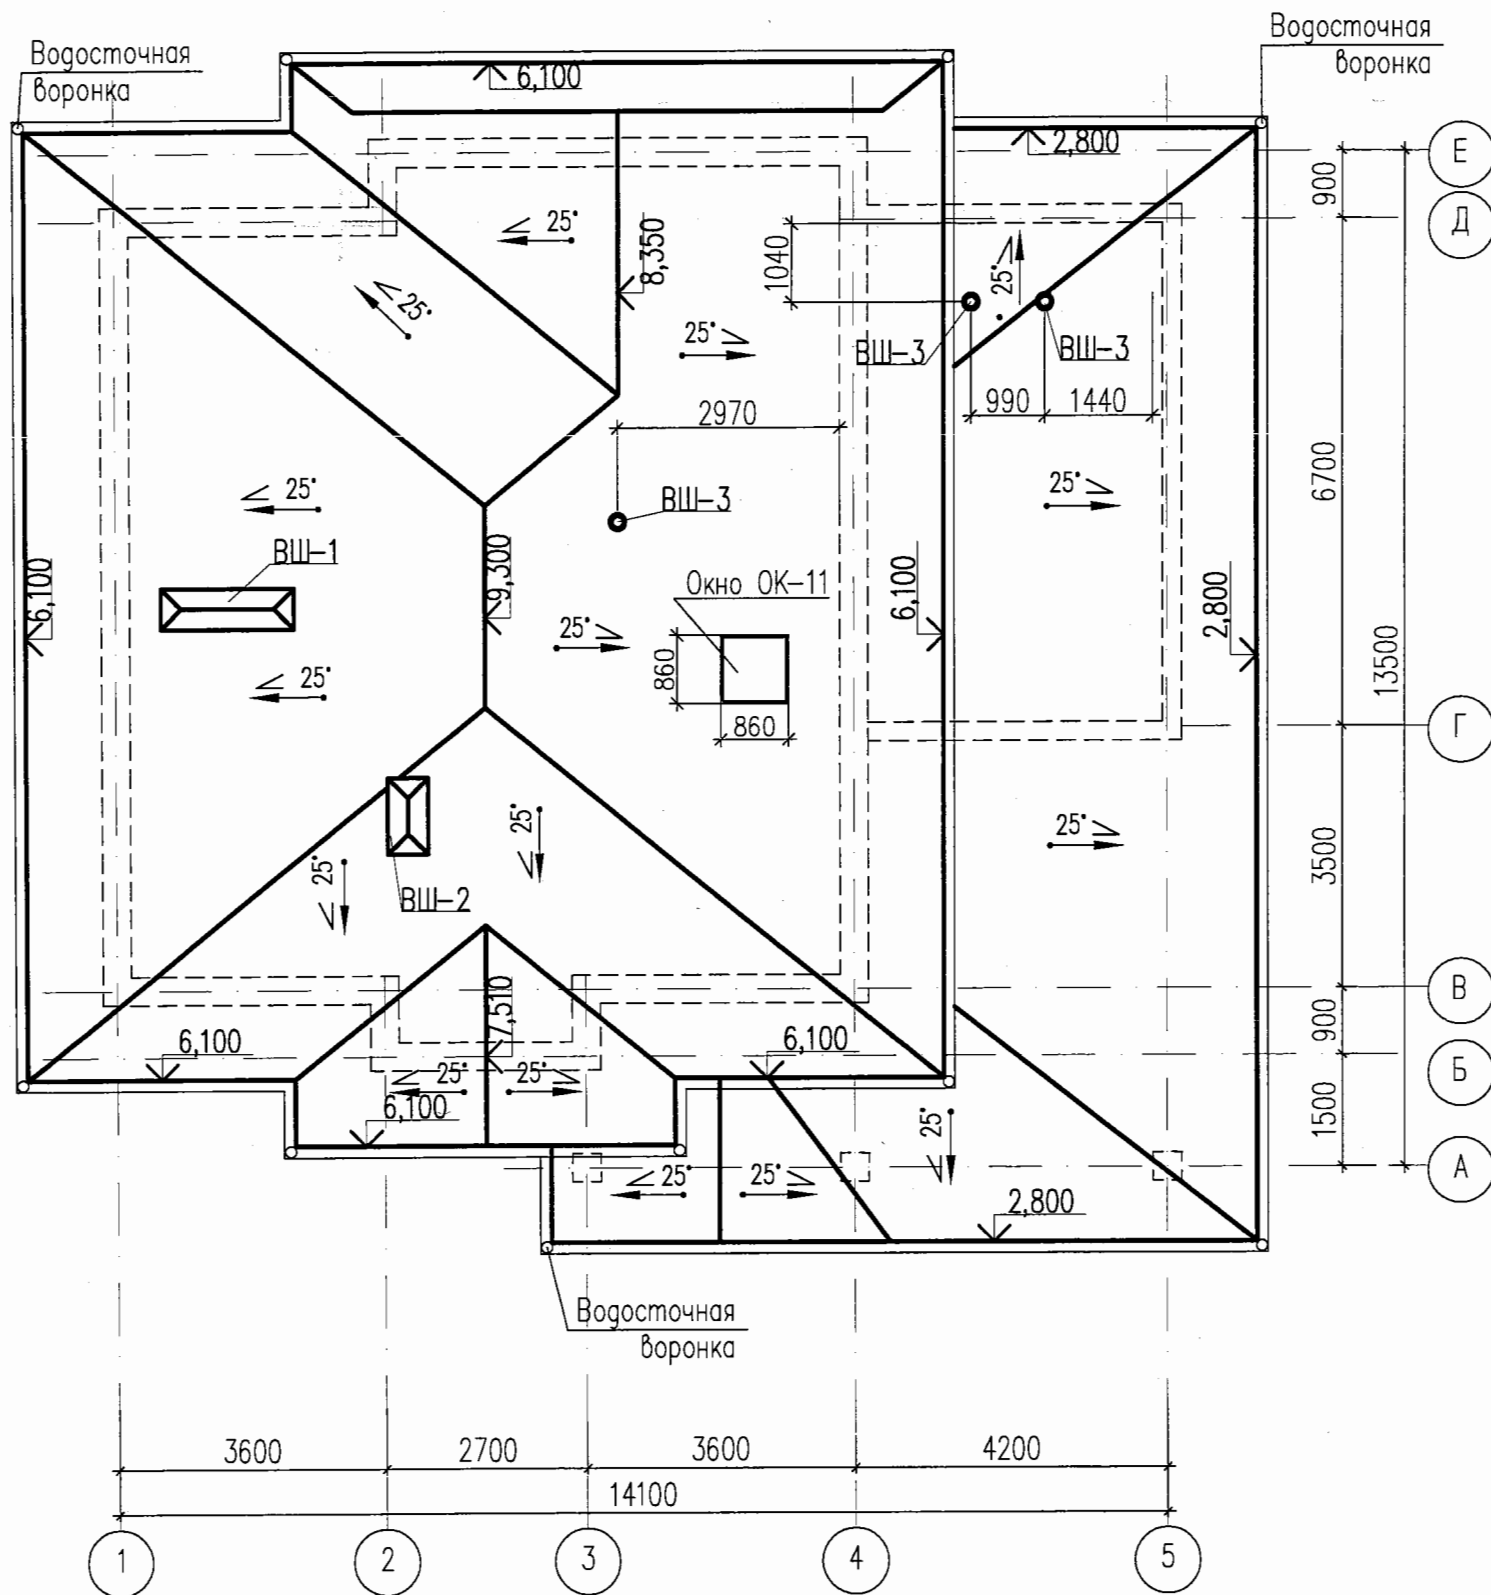 Водосточная
воронка
Водосточная
воронка
6,100
2,800
Е
900
Д
25°
8,350
1040
25°
25°
25°
ВШ-3
ВШ-3
990
1440
2970
6700
25°
25°
ВШ-3
ВШ-1
6,100
9,300
Окно ОК-11
6,100
2,800
13500
25°
860
25°
860
Г
25°
25°
25°
3500
ВШ-2
7,510
В
6,100
6,100
900
25°
25°
Б
6,100
25°
1500
25°
25°
А
2,800
Водосточная
воронка
3600
2700
3600
4200
14100
1
2
3
4
5